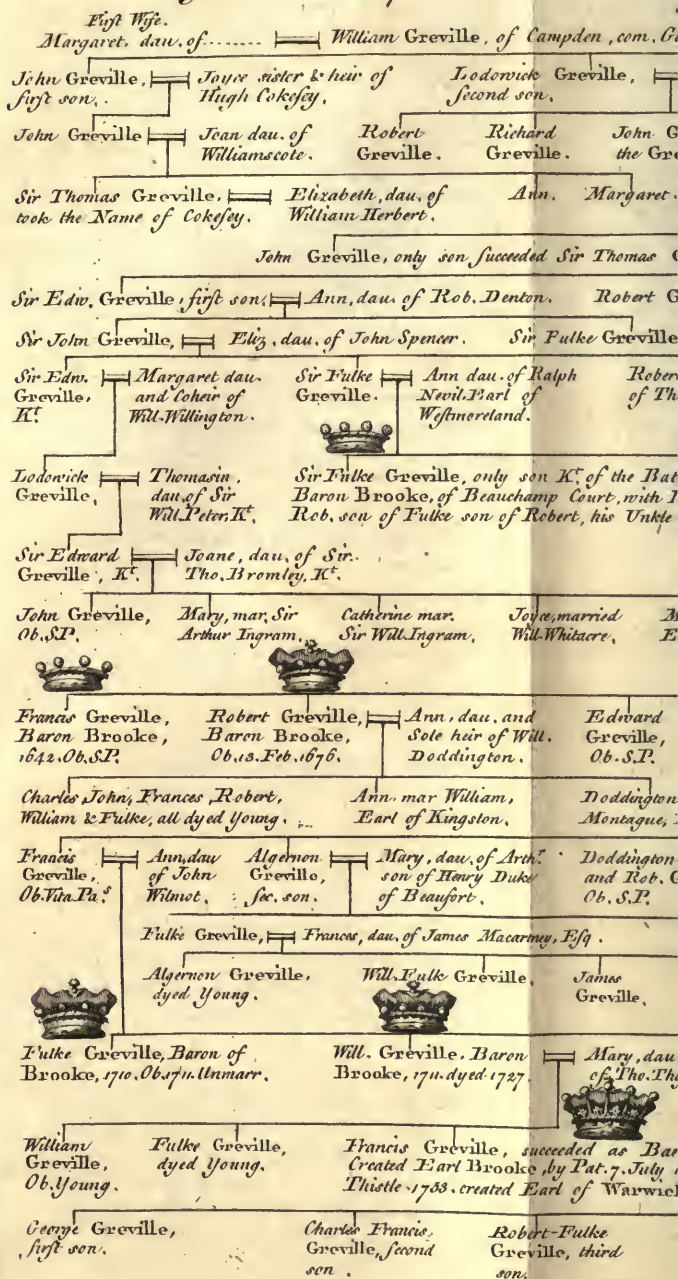 First Wife.
Margaret, dau. of........ William Greville, of Campden, com. G
John Greville, first son.
Joyce sister & heir of Hugh Cokesey.
Lodowick Greville, second son.
John Greville
Joan dau. of Williamscote.
Robert Greville.
Richard Greville.
John G
the Gre
Sir Thomas Greville, took the Name of Cokesey.
Elizabeth, dau. of William Herbert.
Ann.
Margaret.
John Greville, only son succeeded Sir Thomas
Sir Edw. Greville, first son,
Ann, dau. of Rob. Denton.
Robert G
Sir John Greville,
Eliz. dau. of John Spencer.
Sir Fulke Greville
Sir Edw. Greville, Kt.
Margaret dau. and Coheir of Will. Willington.
Sir Fulke Greville.
Ann dau. of Ralph Nevil. Earl of Westmoreland.
Rober
of Th
Lodowick Greville,
Thomasin, dau. of Sir Will. Peter, Kt.
Sir Fulke Greville, only son Kt. of the Bat
Baron Brooke, of Beauchamp Court, with
Rob. son of Fulke son of Robert, his Unkle
Sir Edward Greville, Kt.
Joane, dau. of Sir Tho. Bromley, Kt.
John Greville, Ob. S.P.
Mary, mar. Sir Arthur Ingram,
Catherine mar. Sir Will. Ingram,
Joyce, married Will. Whitacre,
Francis Greville, Baron Brooke, 1642. Ob. S.P.
Robert Greville, Baron Brooke, Ob. 13. Feb. 1676.
Ann, dau. and Sole heir of Will. Doddington.
Edward Greville, Ob. S.P.
Charles, John, Frances, Robert, William & Fulke, all dyed Young.
Ann. mar William, Earl of Kingston,
Doddington
Montague,
Francis Greville, Ob. Vita Pa.s
Ann, dau of John Wilmot.
Algernon Greville, sec. son.
Mary, dau. of Arth.r son of Henry Duke of Beaufort.
Doddington
and Rob. G
Ob. S.P.
Fulke Greville,
Frances, dau. of James Macartney, Esq.
Algernon Greville, dyed Young.
Will. Fulk Greville,
James Greville,
Fulke Greville, Baron of Brooke, 1710. Ob. 1711. Unmarr.
Will. Greville. Baron Brooke, 1711. dyed 1727.
Mary, dau
of Tho. Th
William Greville, Ob. Young.
Fulke Greville, dyed Young.
Francis Greville, succeeded as Bar
Created Earl Brooke, by Pat. 7. July
Thistle. 1753. created Earl of Warwic
George Greville, first son.
Charles Francis, Greville, second son.
Robert-Fulke Greville, third son.